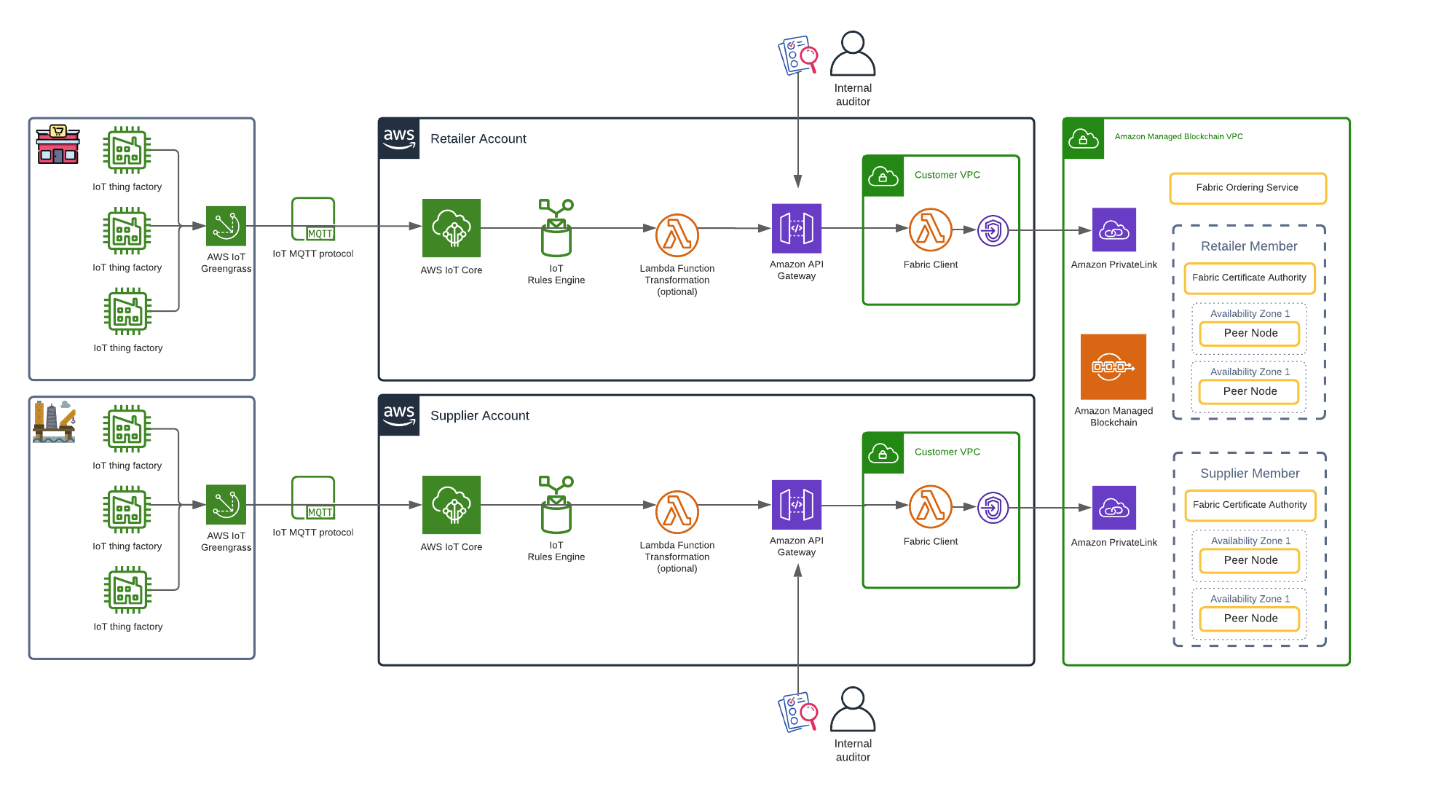 Internal
auditor
IoT thing factory
IoT thing factory
IoT thing factory
AWS IoT
Greengrass
IoT MQTT protocol
MQTT
aws
Retailer Account
AWS IoT Core
IoT
Rules Engine
Lambda Function
Transformation
(optional)
Amazon API
Gateway
Customer VPC
Fabric Client
Amazon Managed Blockchain VPC
Amazon PrivateLink
Amazon Managed
Blockchain
Fabric Ordering Service
Retailer Member
Fabric Certificate Authority
Availability Zone 1
Peer Node
Availability Zone 1
Peer Node
IoT thing factory
IoT thing factory
IoT thing factory
AWS IoT
Greengrass
MQTT
IoT MQTT protocol
aws
Supplier Account
AWS IoT Core
IoT
Rules Engine
Lambda Function
Transformation
(optional)
Amazon API
Gateway
Customer VPC
Fabric Client
Amazon PrivateLink
Supplier Member
Fabric Certificate Authority
Availability Zone 1
Peer Node
Availability Zone 1
Peer Node
Internal
auditor